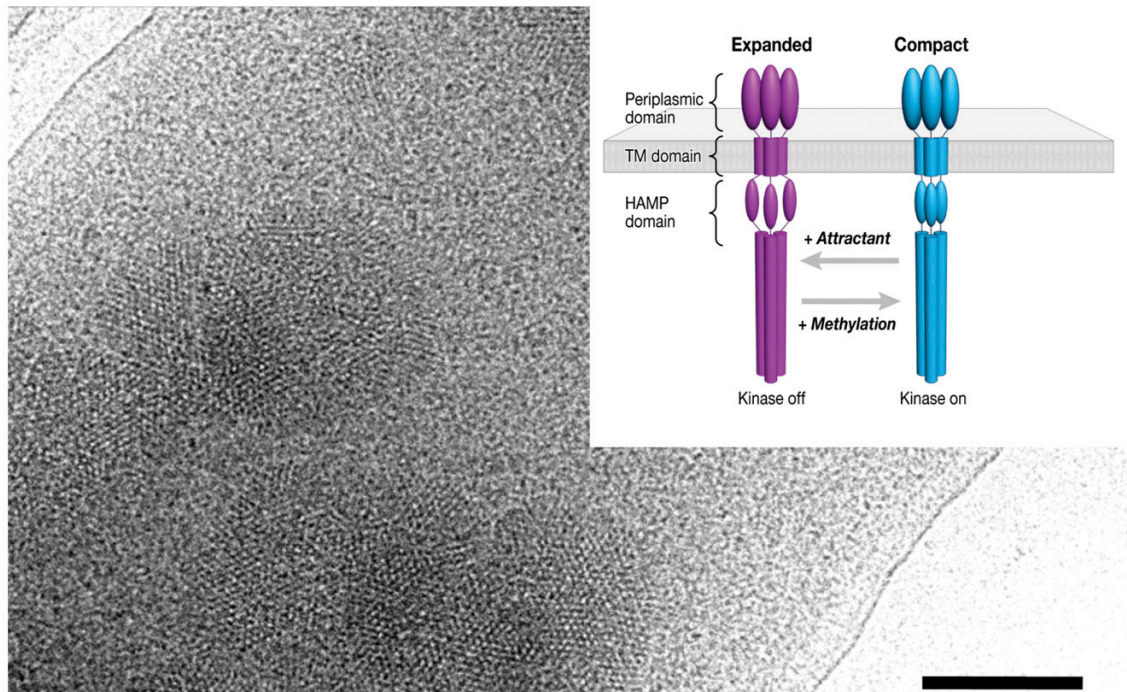 Expanded
Compact
Periplasmic
domain
TM domain
HAMP
domain
+ Attractant
+ Methylation
Kinase off
Kinase on